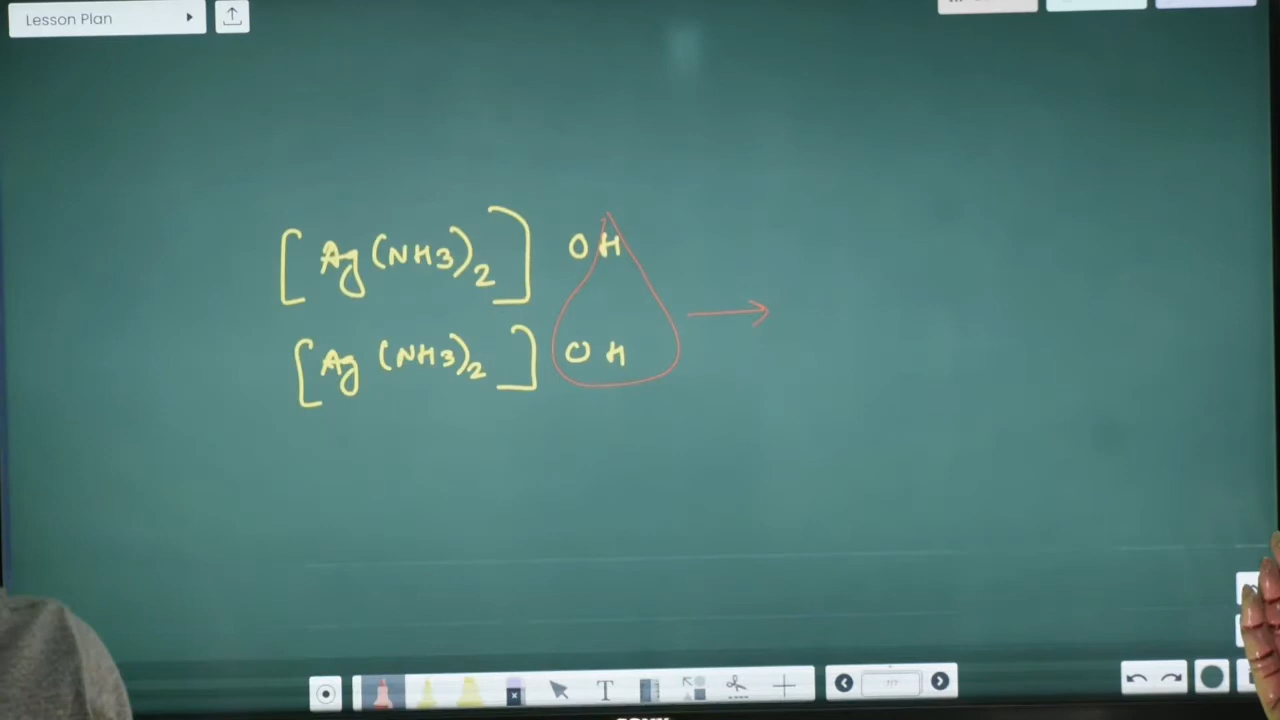 Lesson Plan
[Ag(NH3)2] OH
[Ag (NH3)2] OH
T